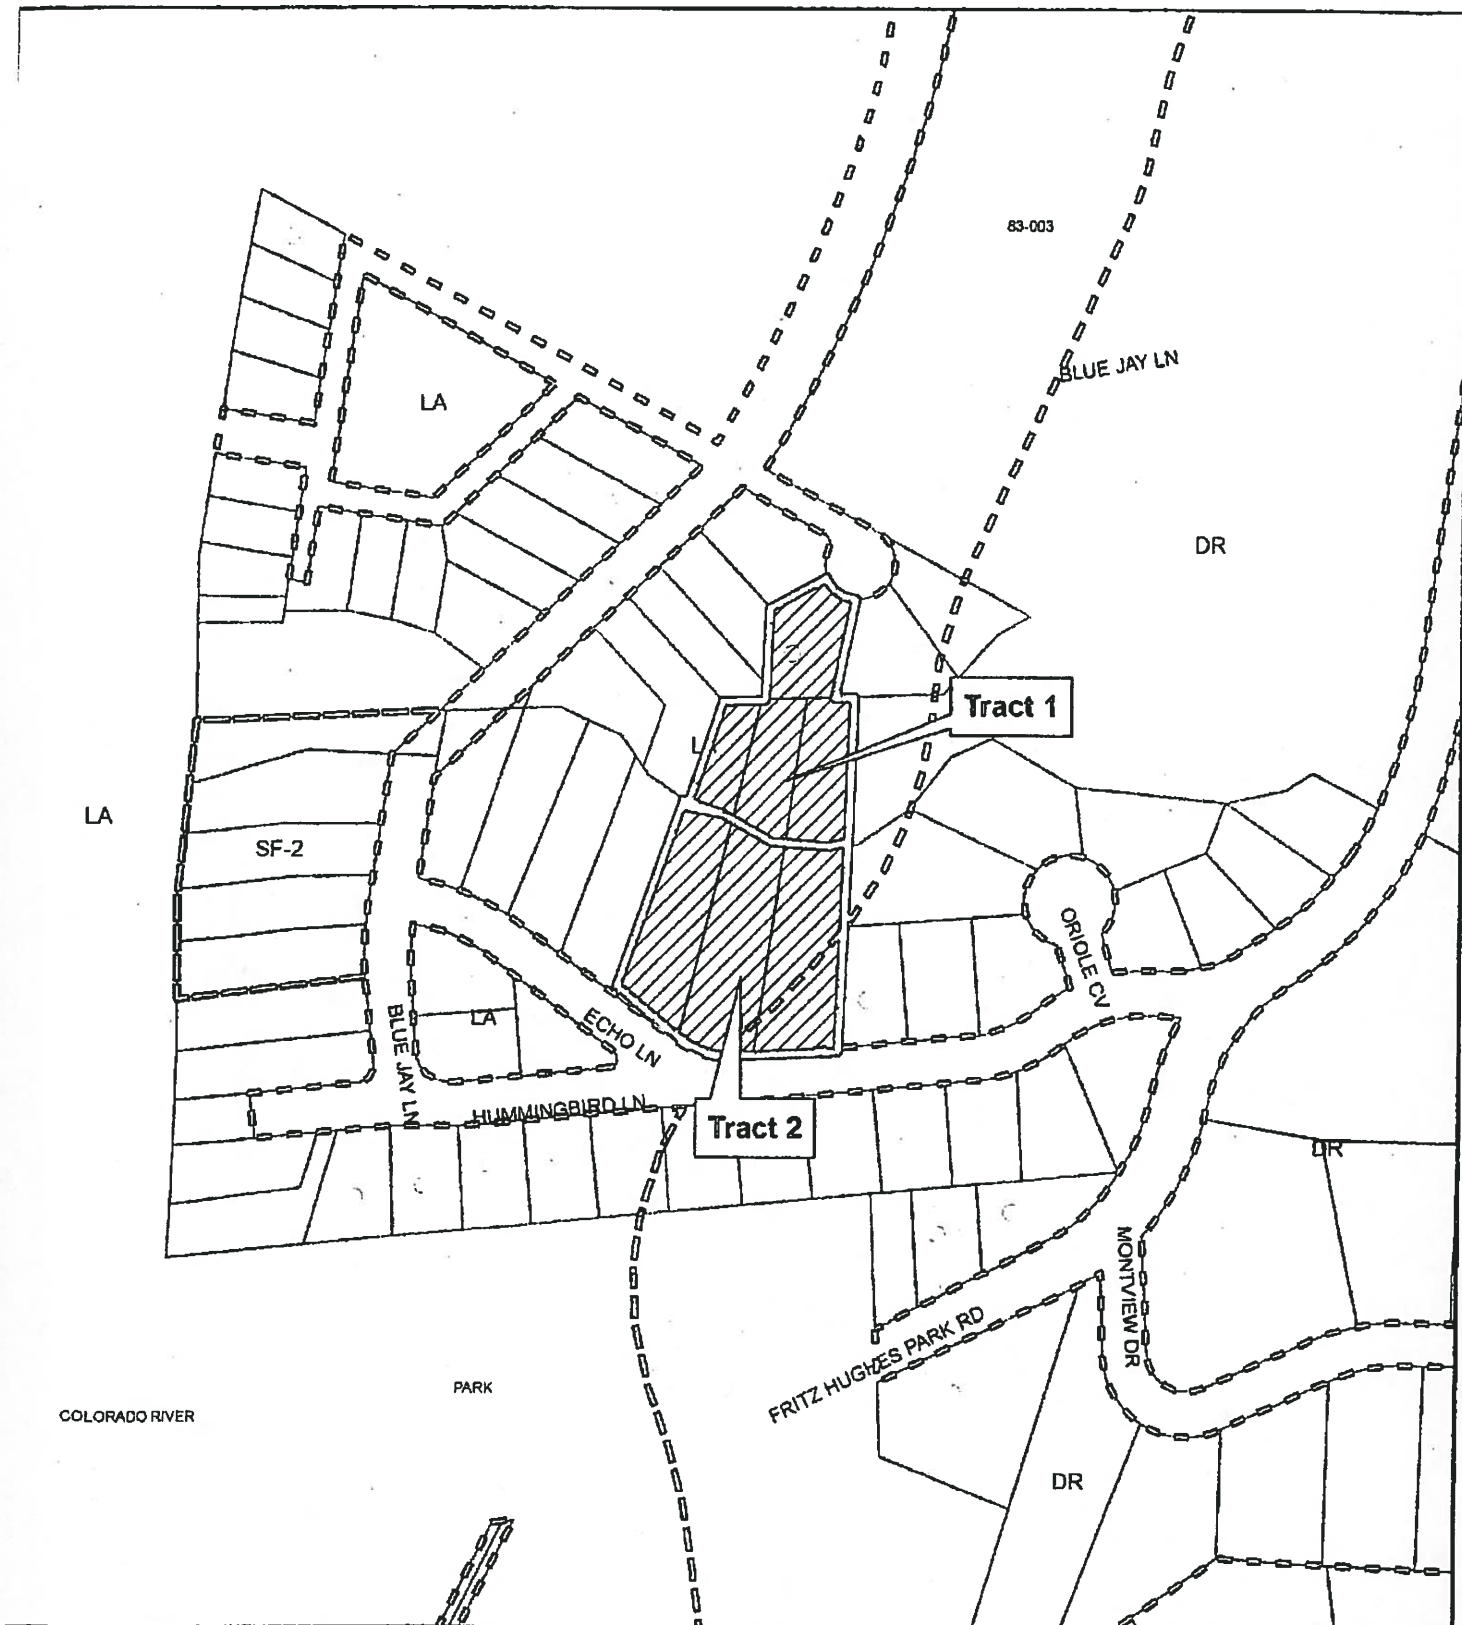 83-003
BLUE JAY LN
LA
DR
Tract 1
LA
SF-2
ORIOLE CV
LA
ECHO LN
BLUE JAY LN
HUMMINGBIRD LN
Tract 2
DR
MONTVIEW DR
FRITZ HUGHES PARK RD
PARK
COLORADO RIVER
DR